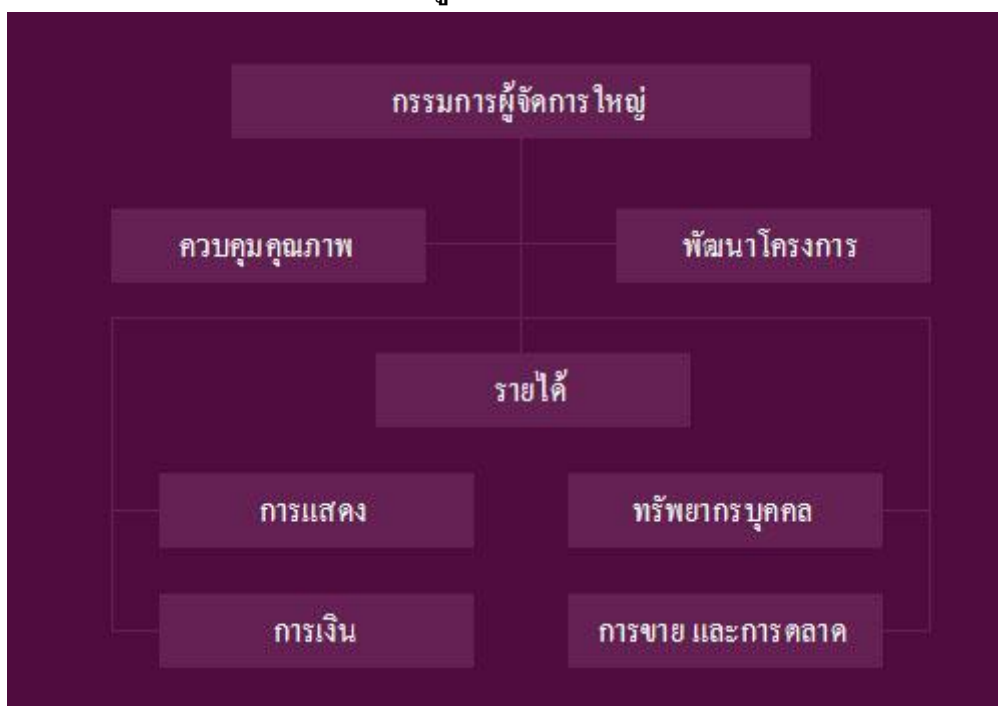 กรรมการผู้จัดการใหญ่
ควบคุมคุณภาพ
พัฒนาโครงการ
รายได้
การแสดง
ทรัพยากรบุคคล
การเงิน
การขาย และการตลาด